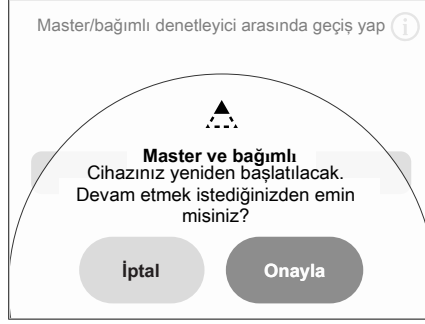 Master/bağımlı denetleyici arasında geçiş yap
Master ve bağımlı
Cihazınız yeniden başlatılacak.
Devam etmek istediğinizden emin
misiniz?
İptal
Onayla